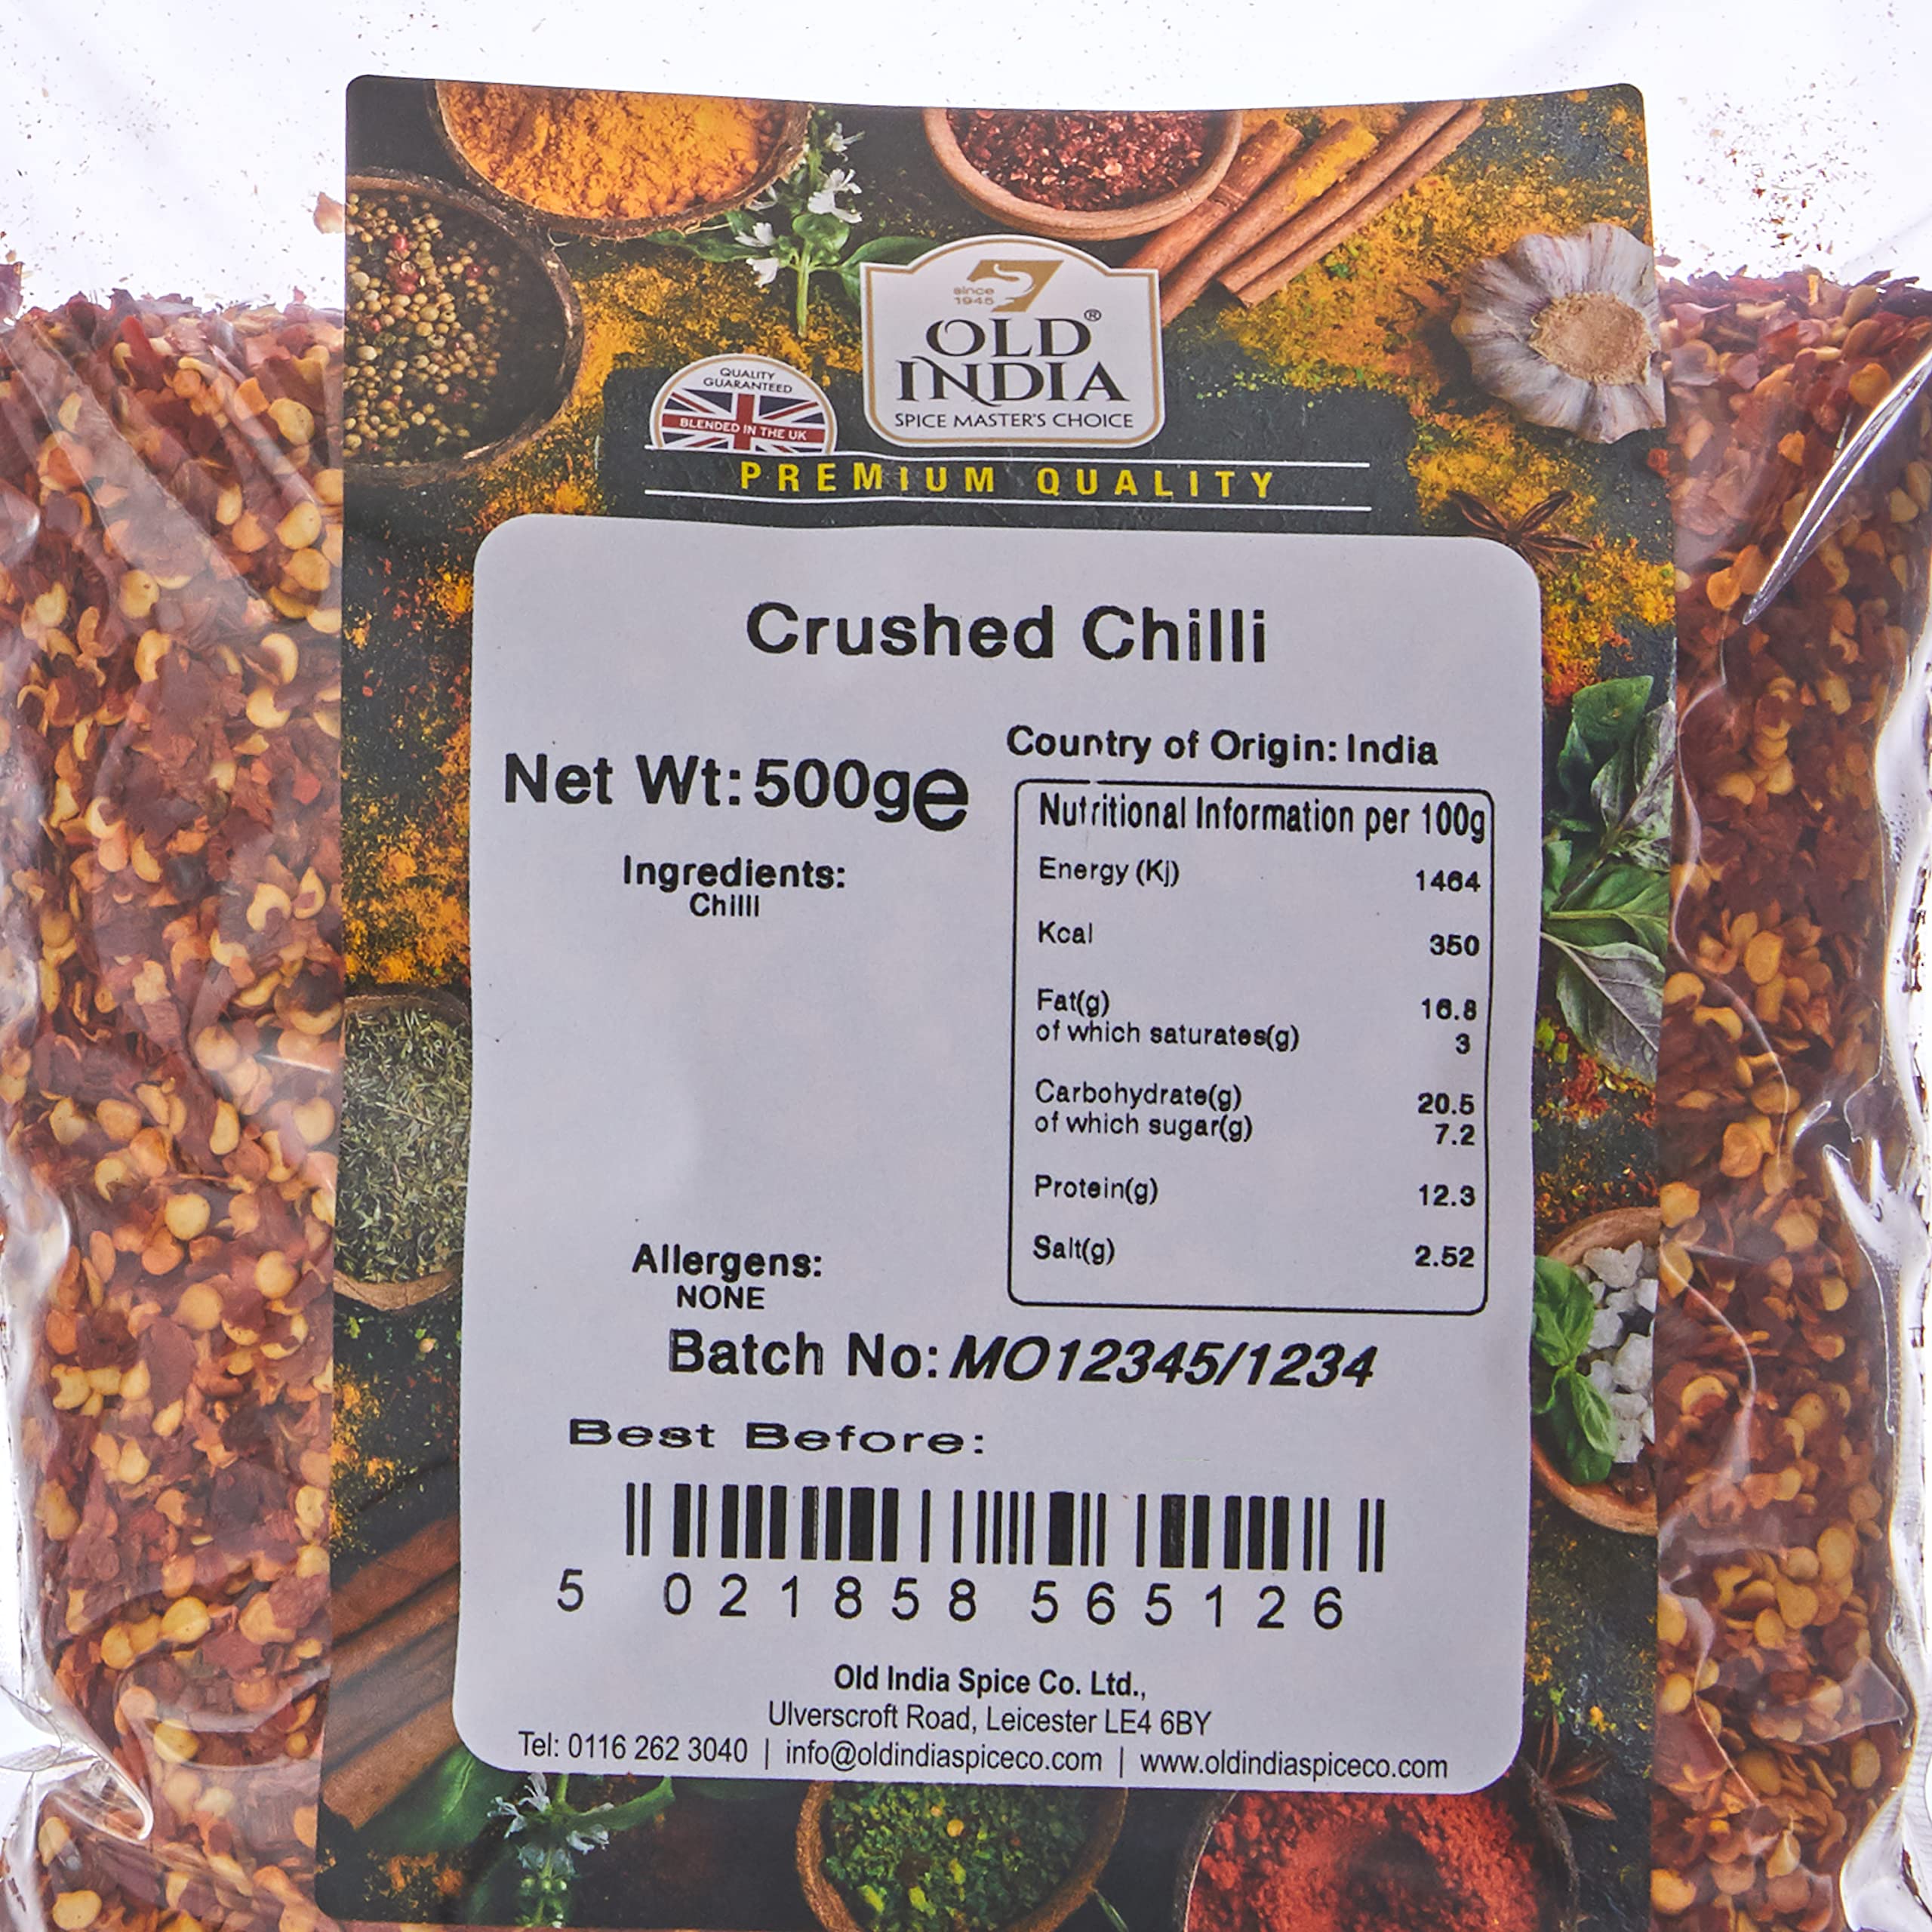 since
1945
OLD®
INDIA
SPICE MASTER'S CHOICE
QUALITY
GUARANTEED
BLENDED IN THE UK
PREMIUM QUALITY
Crushed Chilli
Net Wt: 500ge
Country of Origin: India
Ingredients:
Chilli
Nutritional Information per 100g
Energy (Kj) 1464
Kcal 350
Fat(g) 16.8
of which saturates(g) 3
Carbohydrate(g) 20.5
of which sugar(g) 7.2
Protein(g) 12.3
Salt(g) 2.52
Allergens:
NONE
Batch No: MO12345/1234
Best Before:
5 021858 565126
Old India Spice Co. Ltd.,
Ulverscroft Road, Leicester LE4 6BY
Tel: 0116 262 3040 | info@oldindiaspiceco.com | www.oldindiaspiceco.com